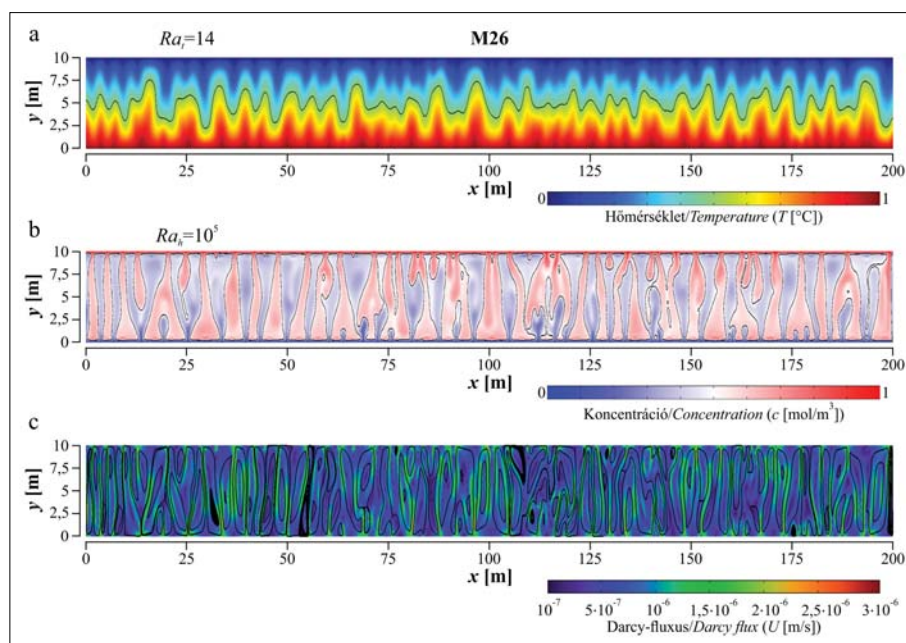 a
Ra_t=14
M26
10
7.5
5
2.5
0
y [m]
0 25 50 75 100 125 150 175 200
x [m]
0 1
Hőmérséklet/Temperature (T [°C])
b
Ra_h=10⁵
10
7,5
5
2,5
0
y [m]
0 25 50 75 100 125 150 175 200
x [m]
0 1
Koncentráció/Concentration (c [mol/m³])
c
10
7,5
5
2,5
0
y [m]
0 25 50 75 100 125 150 175 200
x [m]
10⁻⁷ 5·10⁻⁷ 10⁻⁶ 1,5·10⁻⁶ 2·10⁻⁶ 2,5·10⁻⁶ 3·10⁻⁶
Darcy-fluxus/Darcy flux (U [m/s])